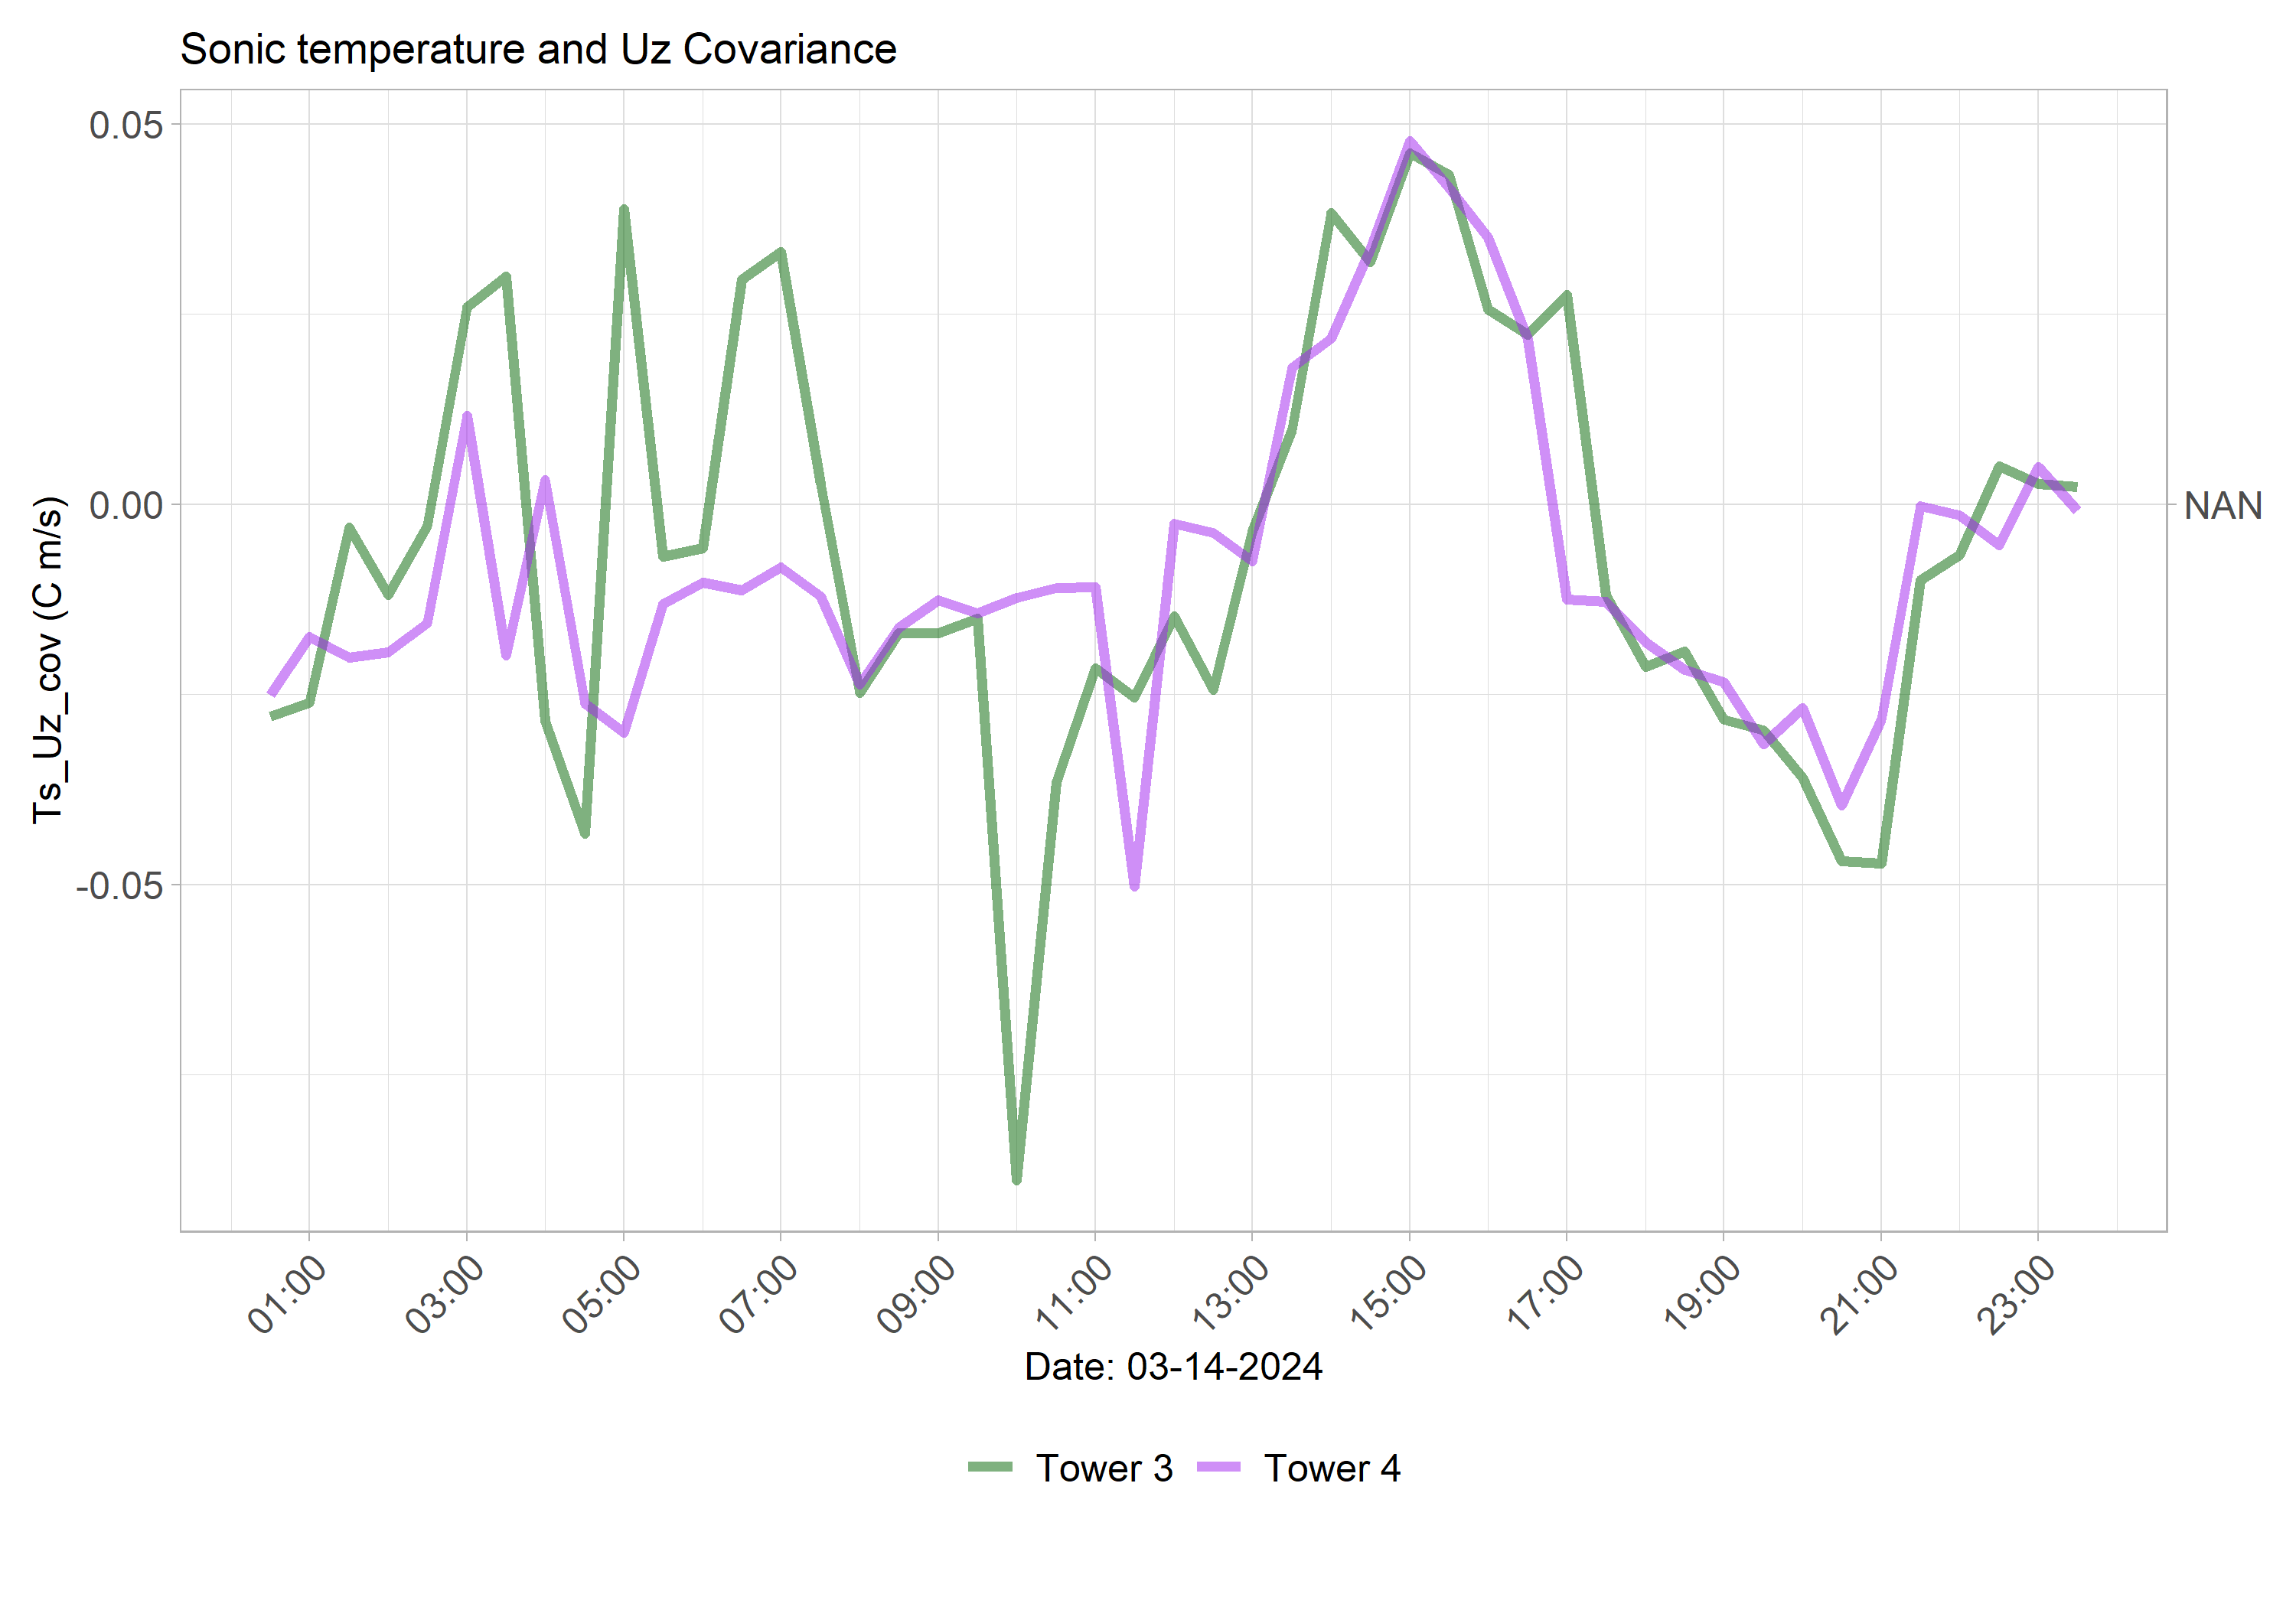 Sonic temperature and Uz Covariance
Ts_Uz_cov (C m/s)
0.05
0.00
-0.05
NAN
01:00
03:00
05:00
07:00
09:00
11:00
13:00
15:00
17:00
19:00
21:00
23:00
Date: 03-14-2024
Tower 3
Tower 4